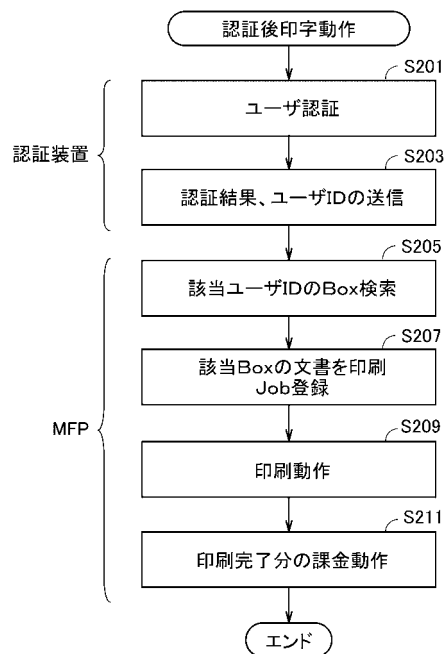 認証後印字動作
S201
ユーザ認証
認証装置
S203
認証結果、ユーザIDの送信
S205
該当ユーザIDのBox検索
S207
該当Boxの文書を印刷
Job登録
MFP
S209
印刷動作
S211
印刷完了分の課金動作
エンド